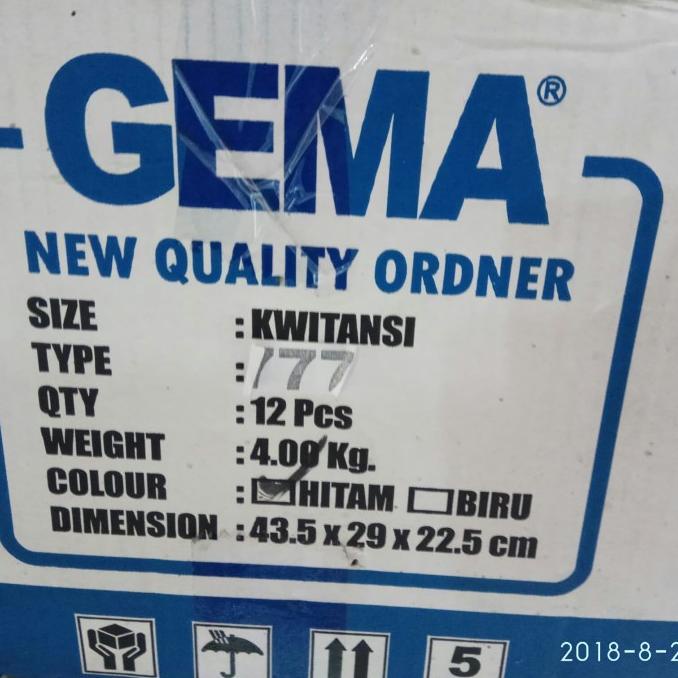 GEMA®
NEW QUALITY ORDNER
SIZE : KWITANSI
TYPE : 777
QTY : 12 Pcs
WEIGHT : 4.00 Kg.
COLOUR : HITAM BIRU
DIMENSION : 43.5 x 29 x 22.5 cm
5
2018-8-2